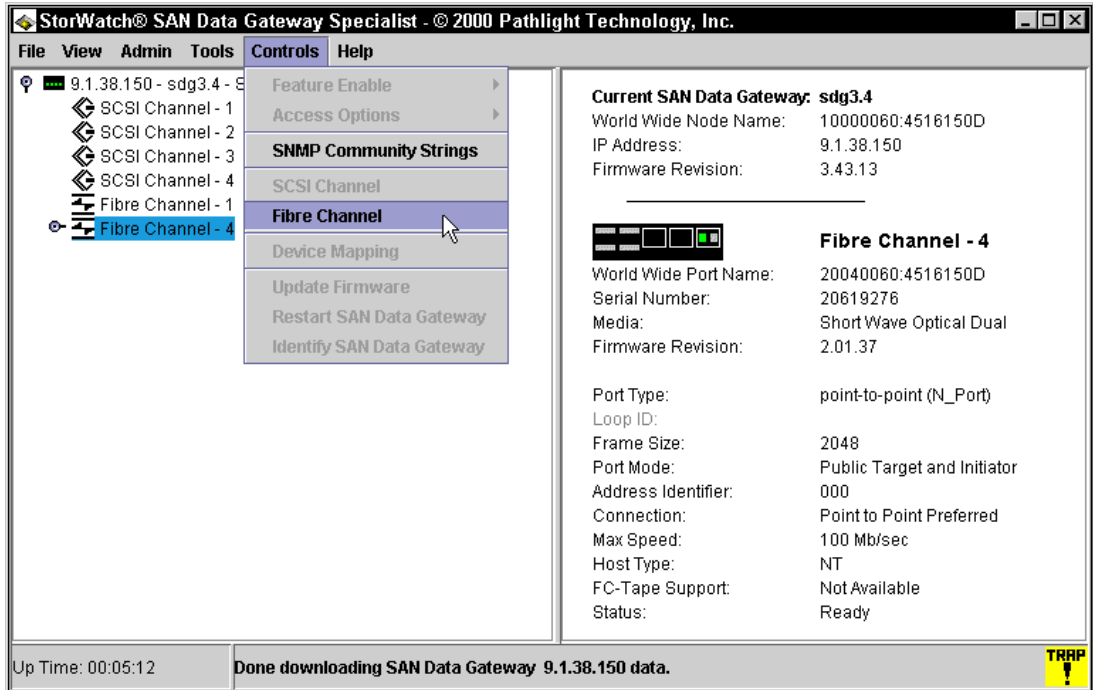 StorWatch® SAN Data Gateway Specialist - © 2000 Pathlight Technology, Inc.
File View Admin Tools Controls Help
9.1.38.150 - sdg3.4 - S
SCSI Channel - 1
SCSI Channel - 2
SCSI Channel - 3
SCSI Channel - 4
Fibre Channel - 1
Fibre Channel - 4
Feature Enable
Access Options
SNMP Community Strings
SCSI Channel
Fibre Channel
Device Mapping
Update Firmware
Restart SAN Data Gateway
Identify SAN Data Gateway
Current SAN Data Gateway: sdg3.4
World Wide Node Name: 10000060:4516150D
IP Address: 9.1.38.150
Firmware Revision: 3.43.13
Fibre Channel - 4
World Wide Port Name: 20040060:4516150D
Serial Number: 20619276
Media: Short Wave Optical Dual
Firmware Revision: 2.01.37
Port Type: point-to-point (N_Port)
Loop ID:
Frame Size: 2048
Port Mode: Public Target and Initiator
Address Identifier: 000
Connection: Point to Point Preferred
Max Speed: 100 Mb/sec
Host Type: NT
FC-Tape Support: Not Available
Status: Ready
Up Time: 00:05:12
Done downloading SAN Data Gateway 9.1.38.150 data.
TRAP
!